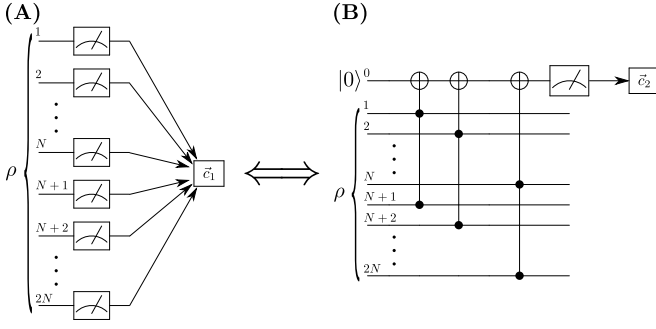 (A) (B)
1
2
N
N + 1
N + 2
2N
ρ
c⃗₁
|0⟩ 0
1
2
N
N + 1
N + 2
2N
ρ
c⃗₂